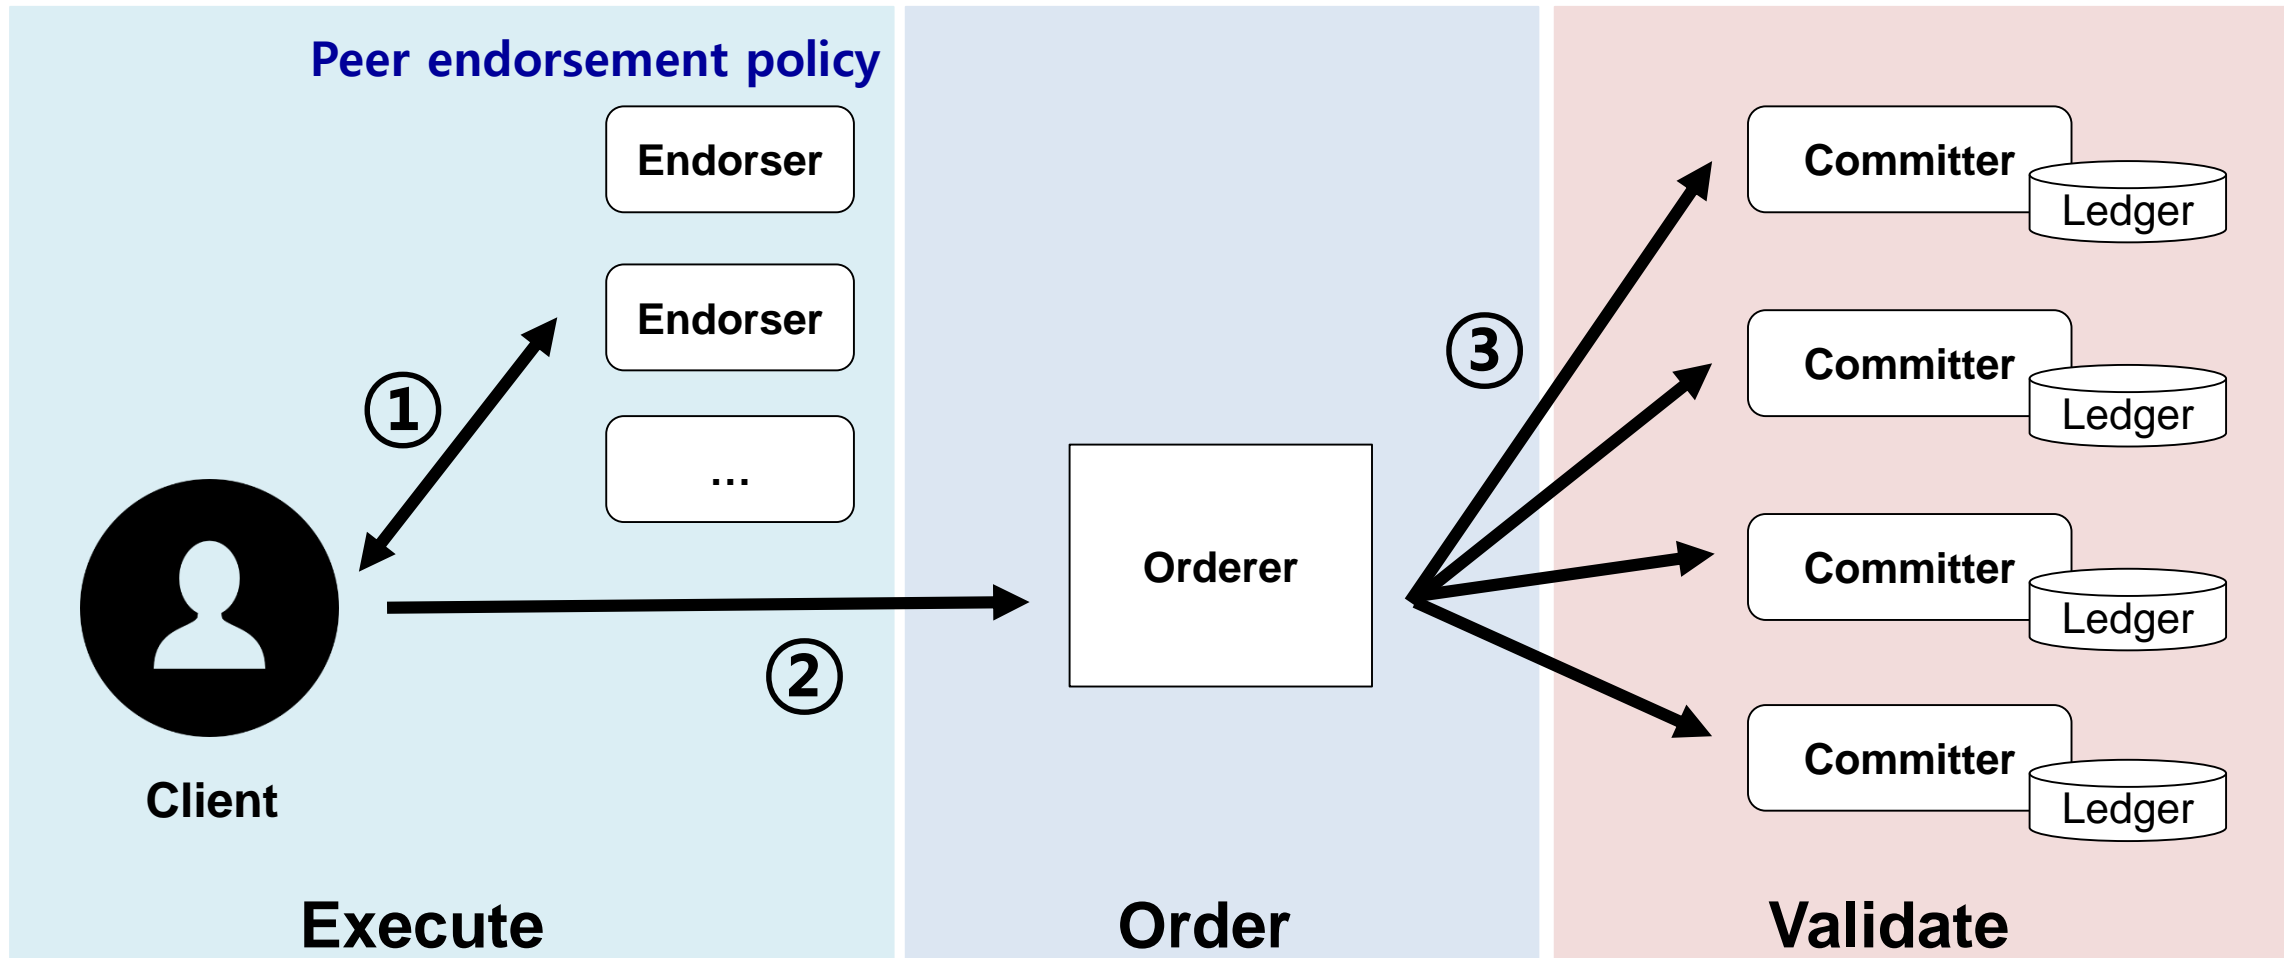 Peer endorsement policy
Endorser
Endorser
...
①
②
Client
Execute
Orderer
③
Order
Committer
Ledger
Committer
Ledger
Committer
Ledger
Committer
Ledger
Validate